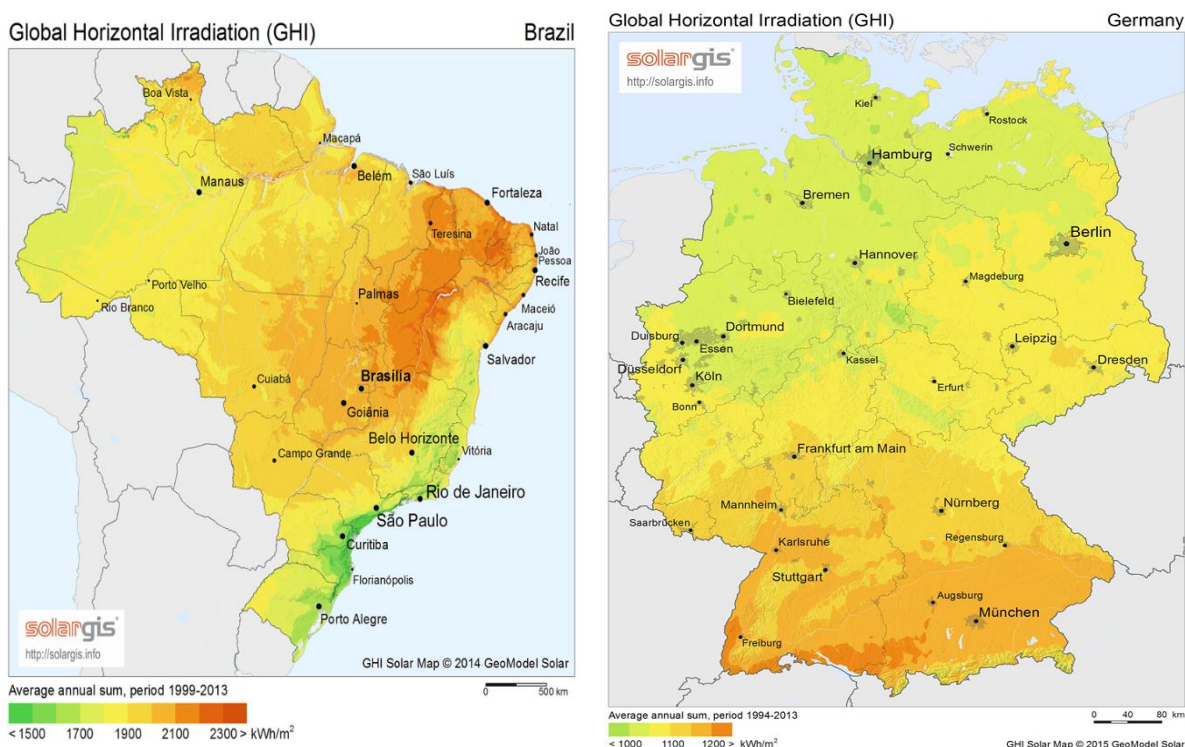 Global Horizontal Irradiation (GHI) Brazil
Boa Vista
Macapá
Belém
São Luís
Manaus
Fortaleza
Teresina
Natal
João
Pessoa
Recife
Porto Velho
Palmas
Rio Branco
Maceió
Aracaju
Salvador
Cuiabá
Brasília
Goiânia
Belo Horizonte
Campo Grande
Vitória
Rio de Janeiro
São Paulo
Curitiba
Florianópolis
Porto Alegre
solargis
http://solargis.info
GHI Solar Map © 2014 GeoModel Solar
Average annual sum, period 1999-2013
0 500 km
< 1500 1700 1900 2100 2300 > kWh/m²
Global Horizontal Irradiation (GHI) Germany
solargis
http://solargis.info
Kiel
Rostock
Hamburg
Schwerin
Bremen
Berlin
Hannover
Magdeburg
Bielefeld
Dortmund
Duisburg
Essen
Leipzig
Düsseldorf
Kassel
Dresden
Köln
Erfurt
Bonn
Frankfurt am Main
Mannheim
Nürnberg
Saarbrücken
Karlsruhe
Regensburg
Stuttgart
Augsburg
München
Freiburg
Average annual sum, period 1994-2013
0 40 80 km
< 1000 1100 1200 > kWh/m²
GHI Solar Map © 2015 GeoModel Solar